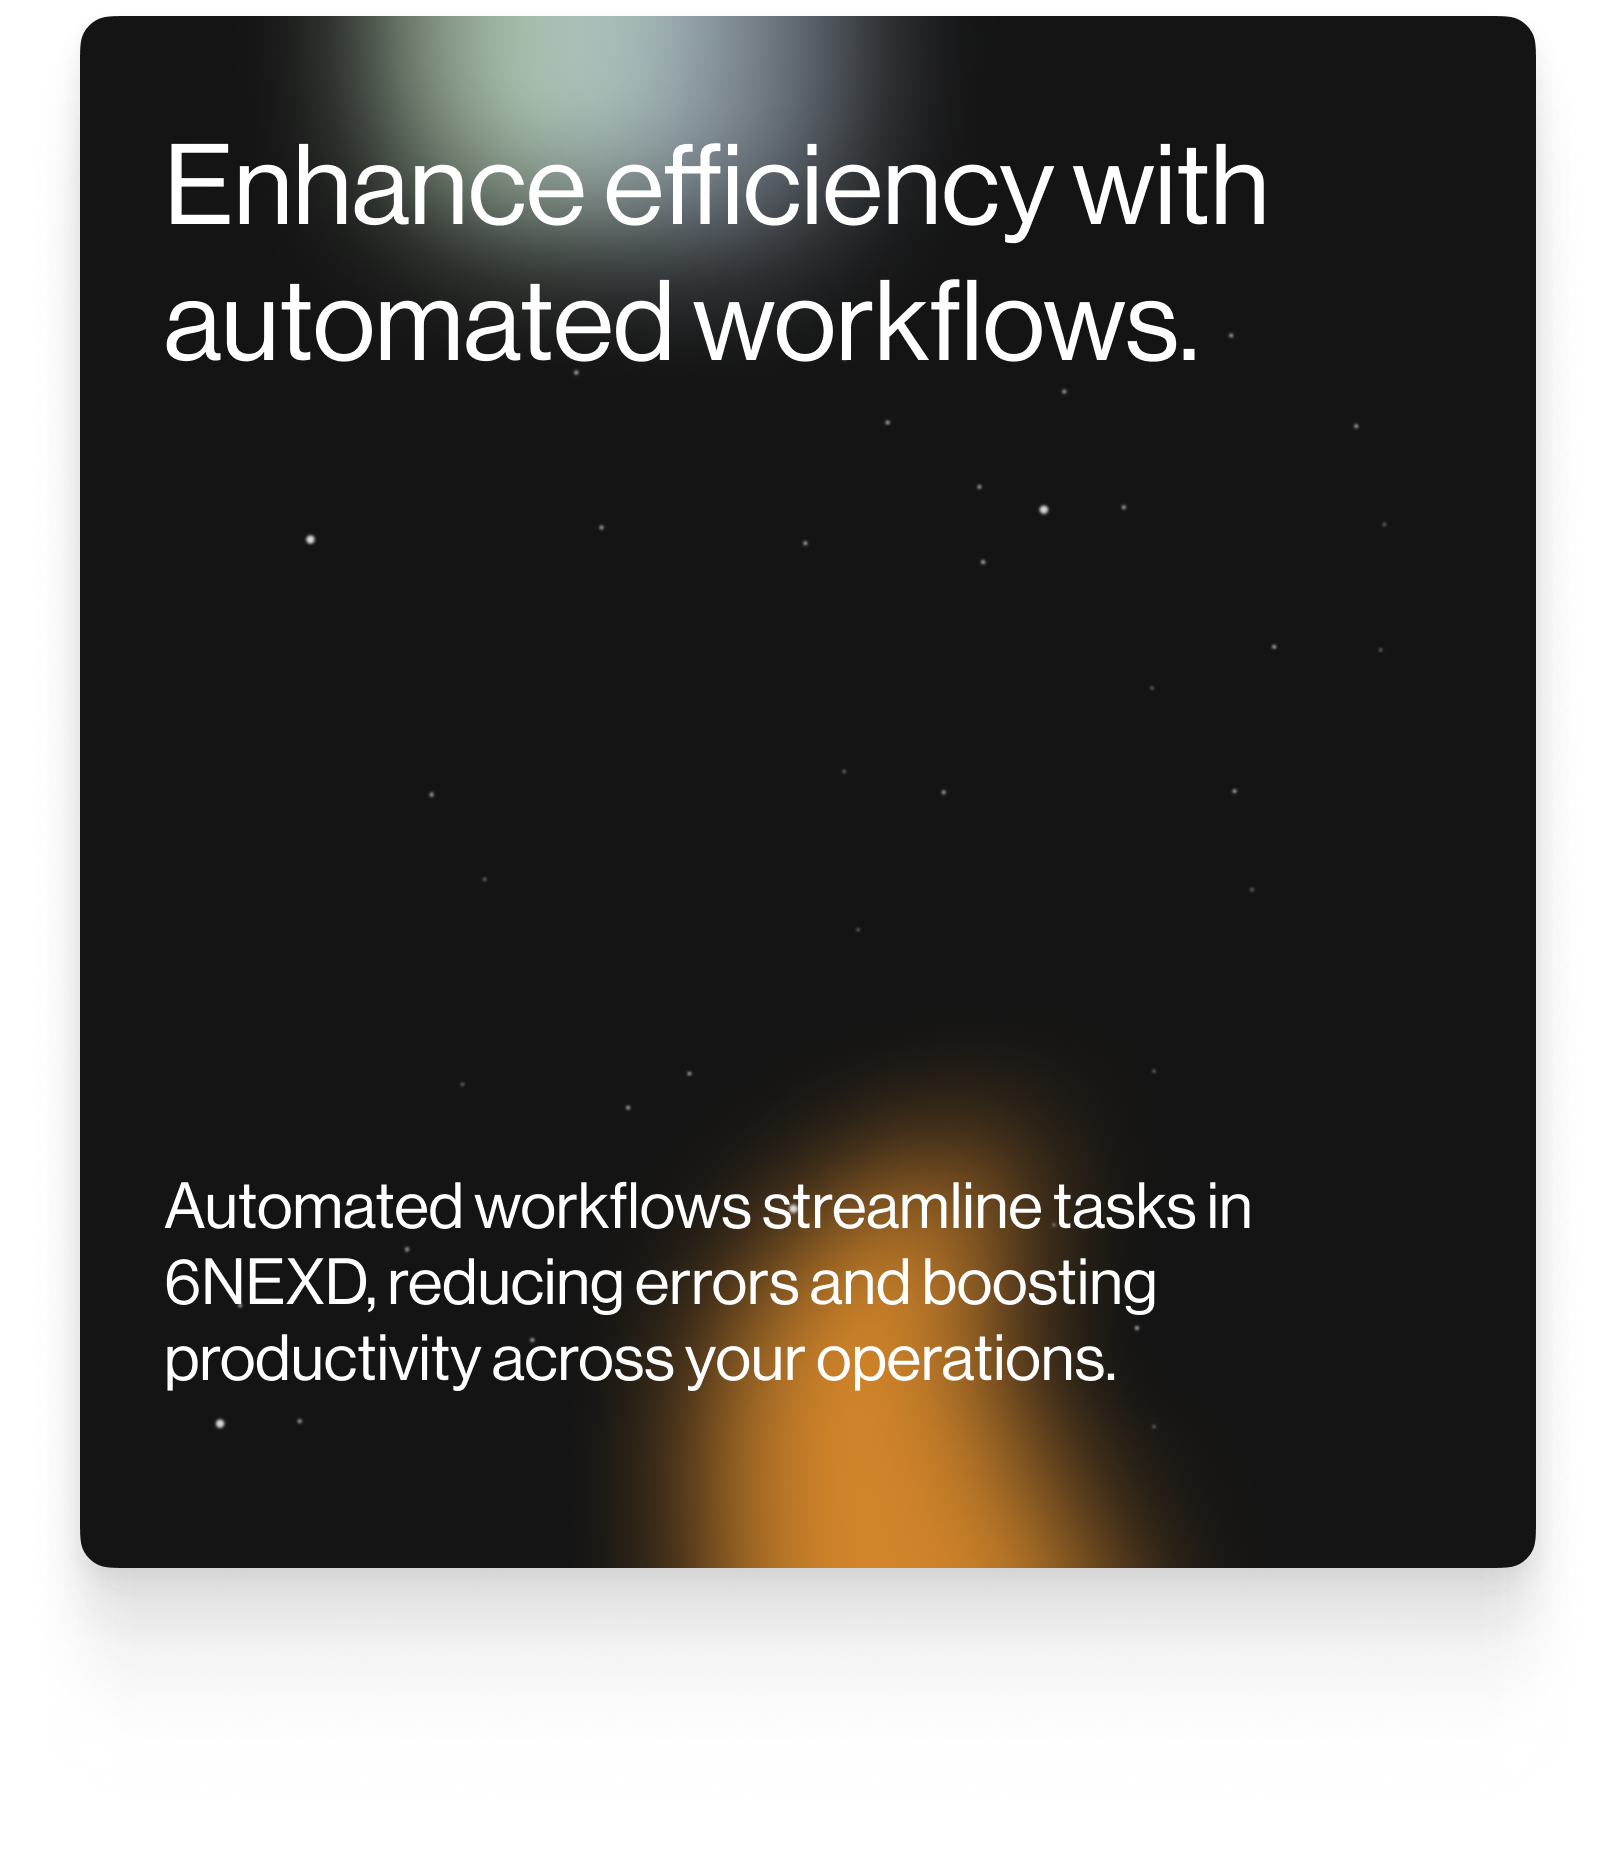 Enhance efficiency with
automated workflows.
Automated workflows streamline tasks in
6NEXD, reducing errors and boosting
productivity across your operations.